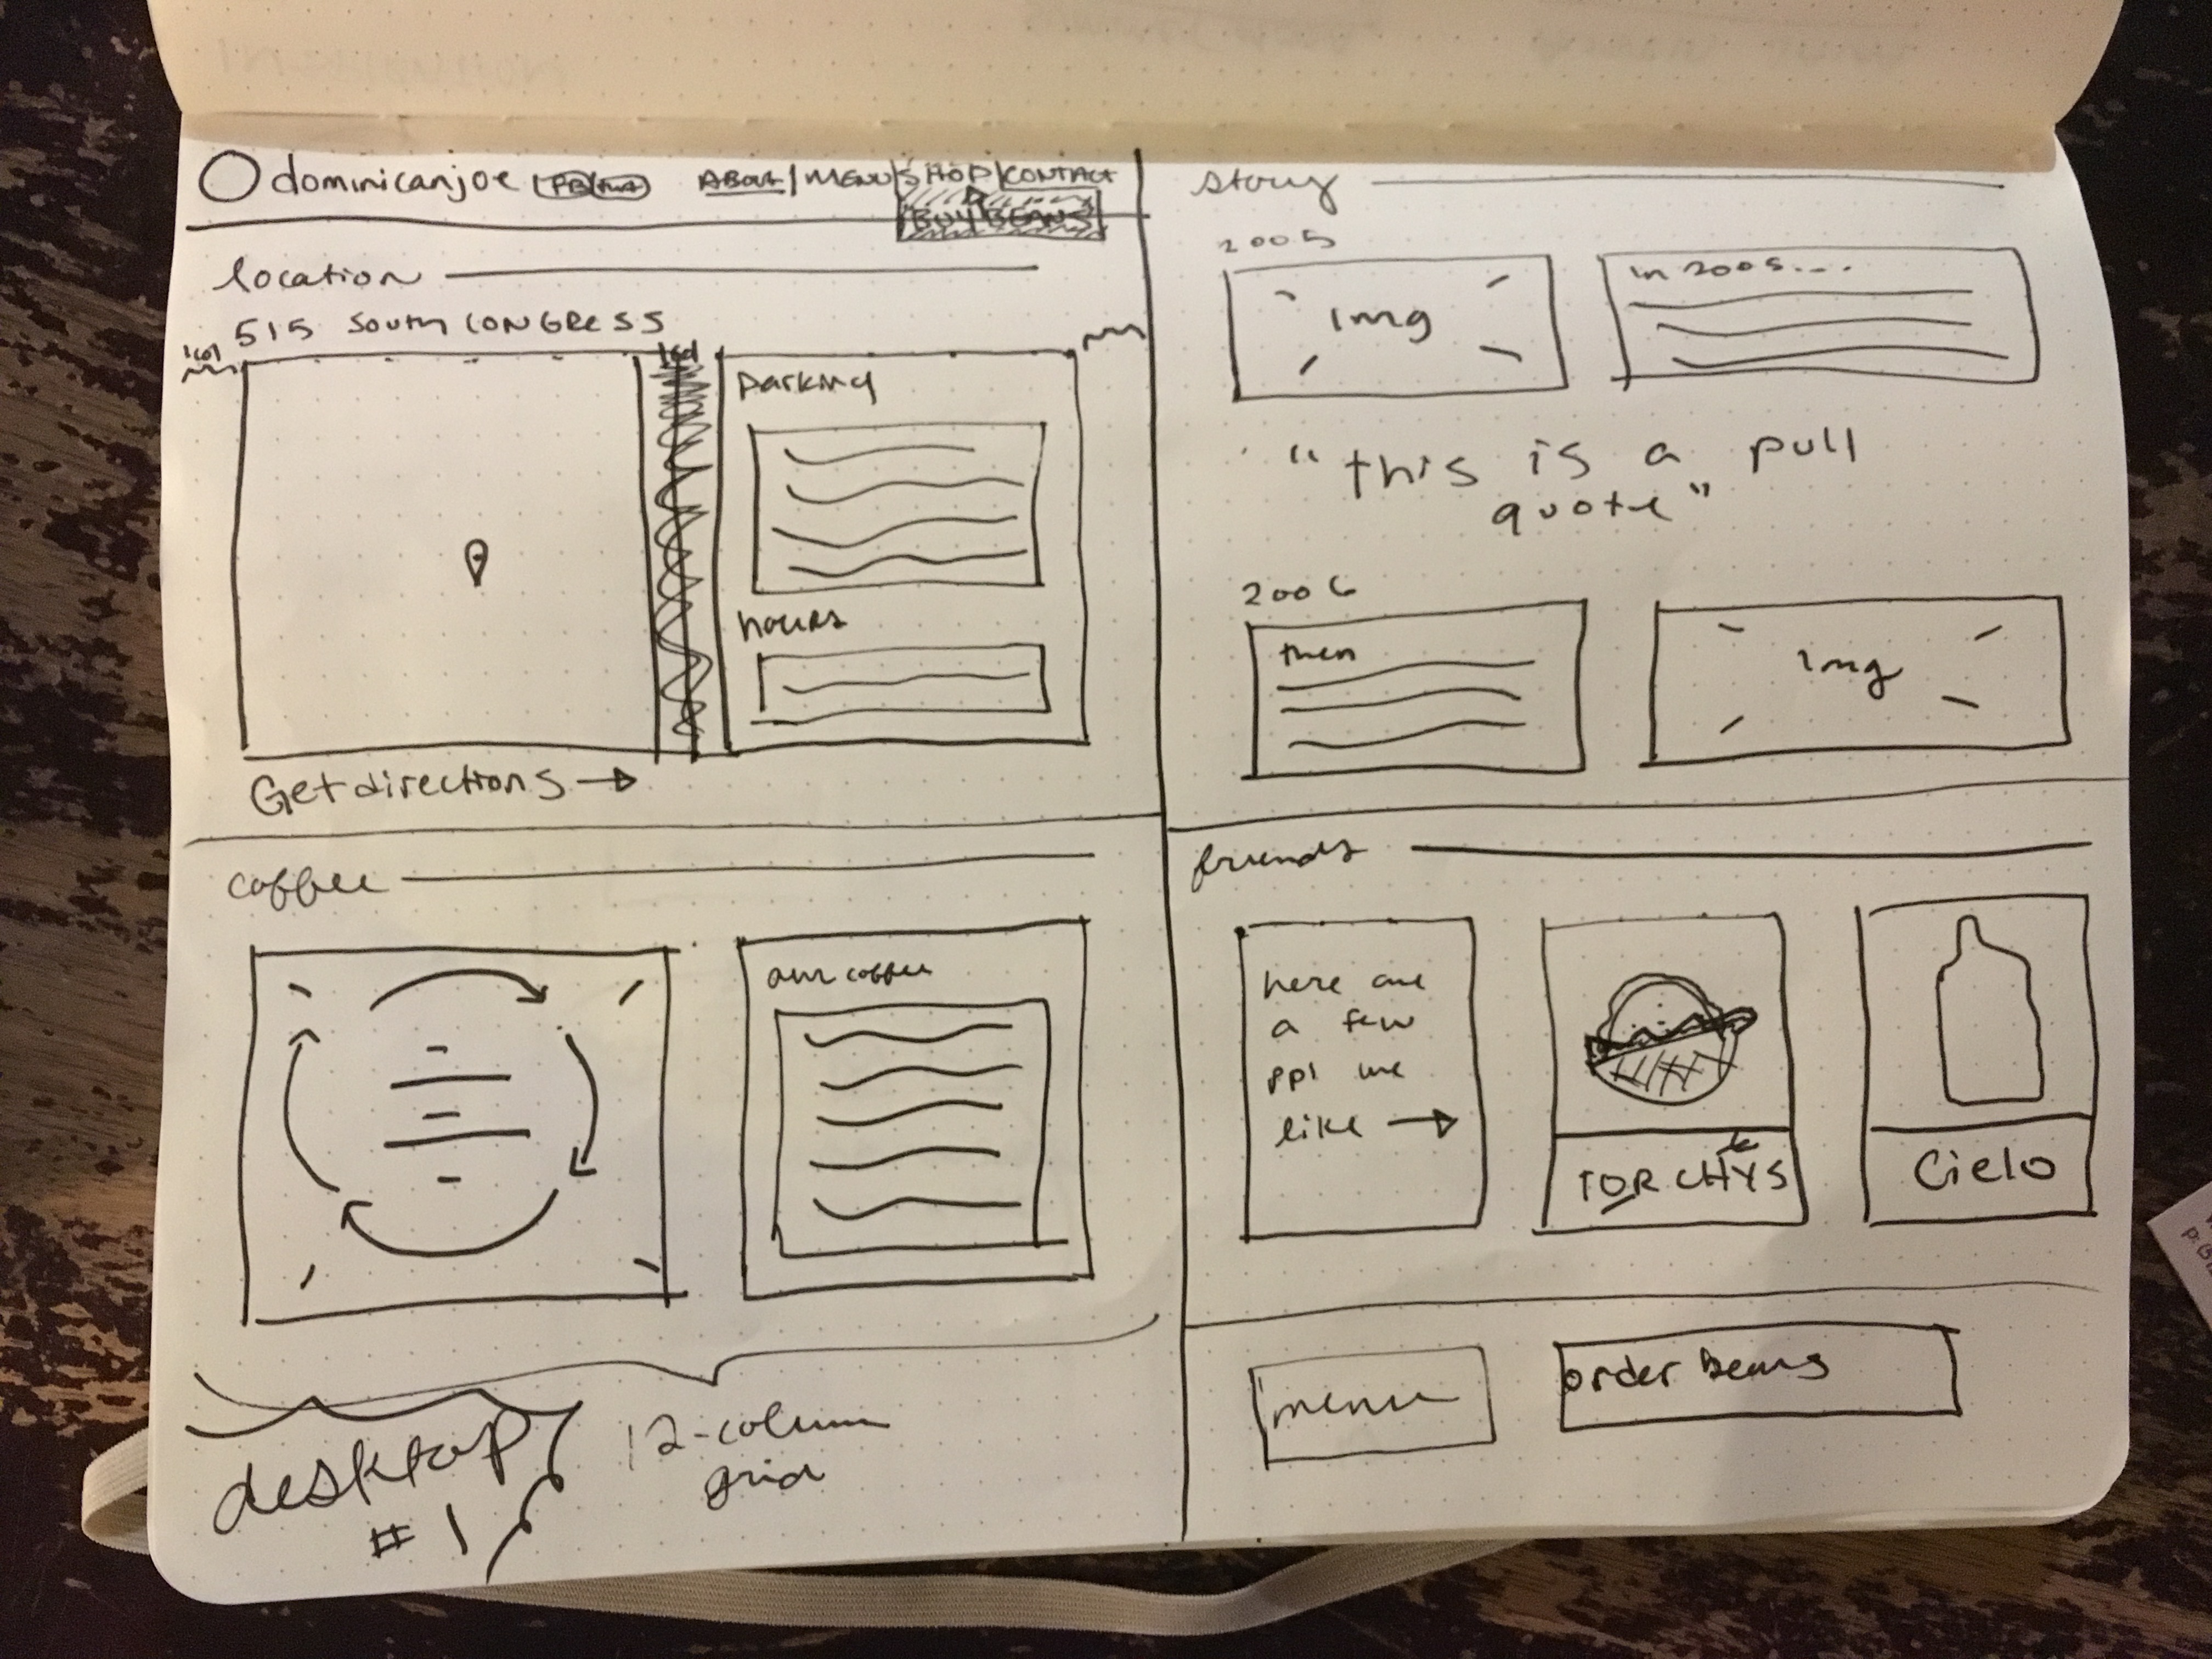 dominicanjoe
ABOUT / MENU / SHOP / CONTACT
location
515 SOUTH CONGRESS
parking
hours
Get directions →
coffee
our coffee
desktop
#1
12-column
grid
story
2005
img
in 2005...
"this is a pull
quote"
2006
then
img
friends
here are
a few
ppl we
like →
TORCHYS
Cielo
menu
order beans